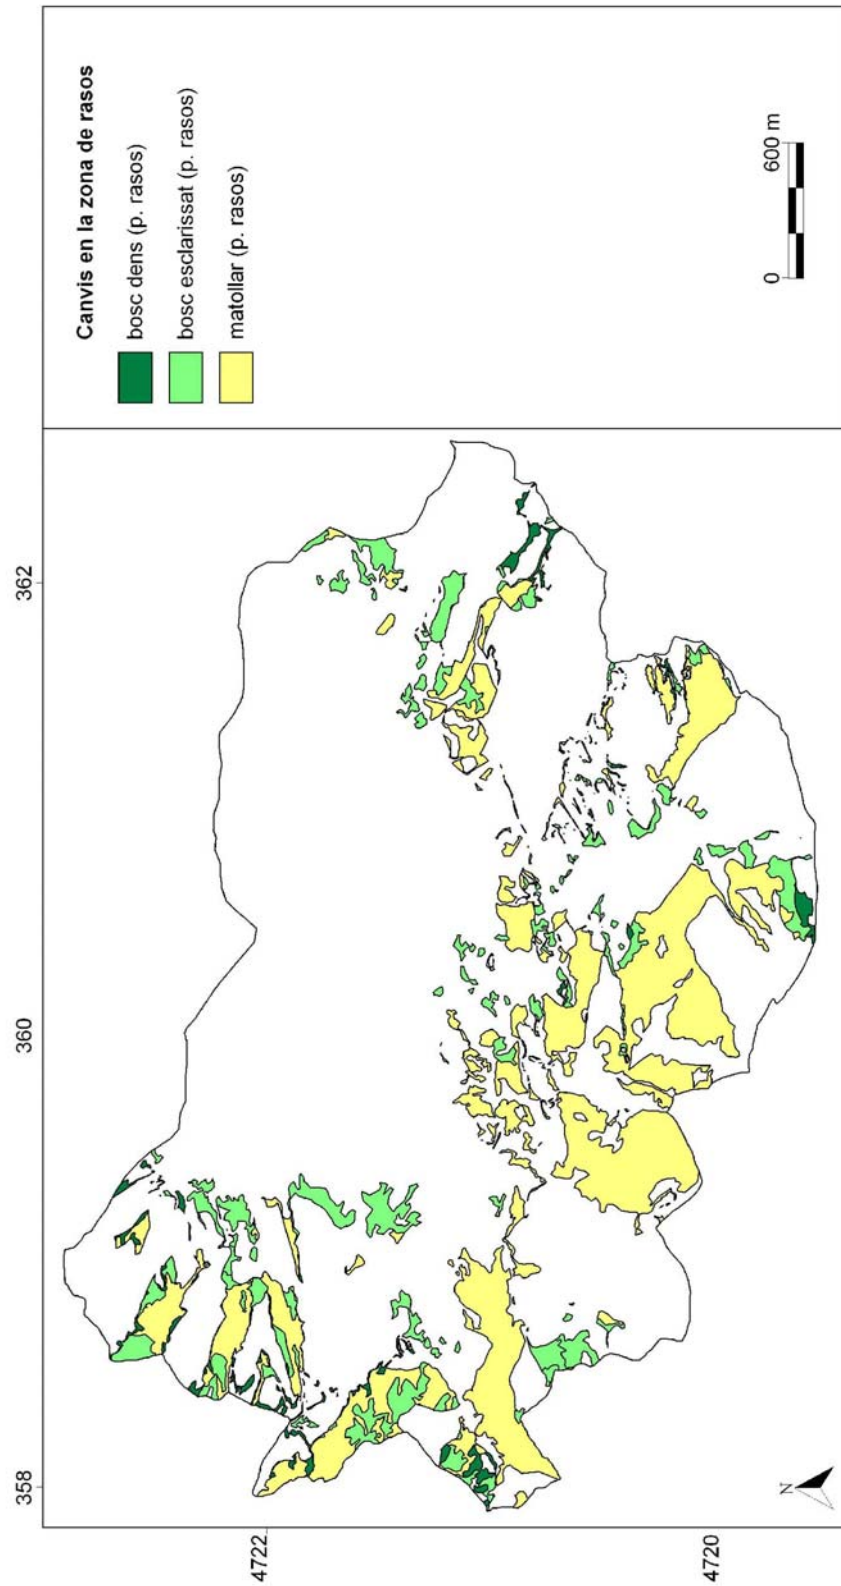 Canvis en la zona de rasos
bosc dens (p. rasos)
bosc esclarissat (p. rasos)
matollar (p. rasos)
0 600 m
358 360 362
4722
4720
N